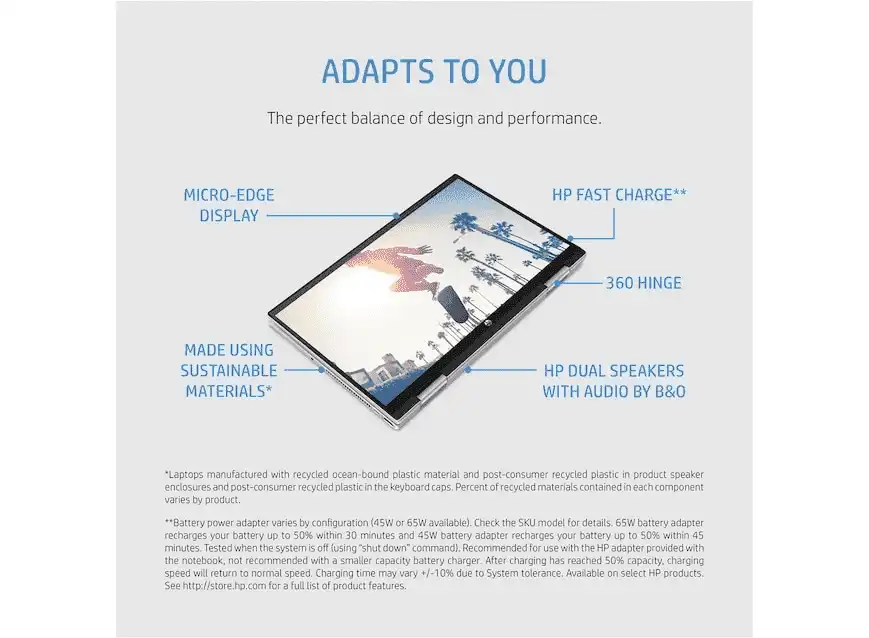 ADAPTS TO YOU
The perfect balance of design and performance.
MICRO-EDGE
DISPLAY
HP FAST CHARGE**
360 HINGE
MADE USING
SUSTAINABLE
MATERIALS*
HP DUAL SPEAKERS
WITH AUDIO BY B&O
*Laptops manufactured with recycled ocean-bound plastic material and post-consumer recycled plastic in product speaker
enclosures and post-consumer recycled plastic in the keyboard caps. Percent of recycled materials contained in each component
varies by product.
**Battery power adapter varies by configuration (45W or 65W available). Check the SKU model for details. 65W battery adapter
recharges your battery up to 50% within 30 minutes and 45W battery adapter recharges your battery up to 50% within 45
minutes. Tested when the system is off (using “shut down” command). Recommended for use with the HP adapter provided with
the notebook, not recommended with a smaller capacity battery charger. After charging has reached 50% capacity, charging
speed will return to normal speed. Charging time may vary +/-10% due to System tolerance. Available on select HP products.
See http://store.hp.com for a full list of product features.